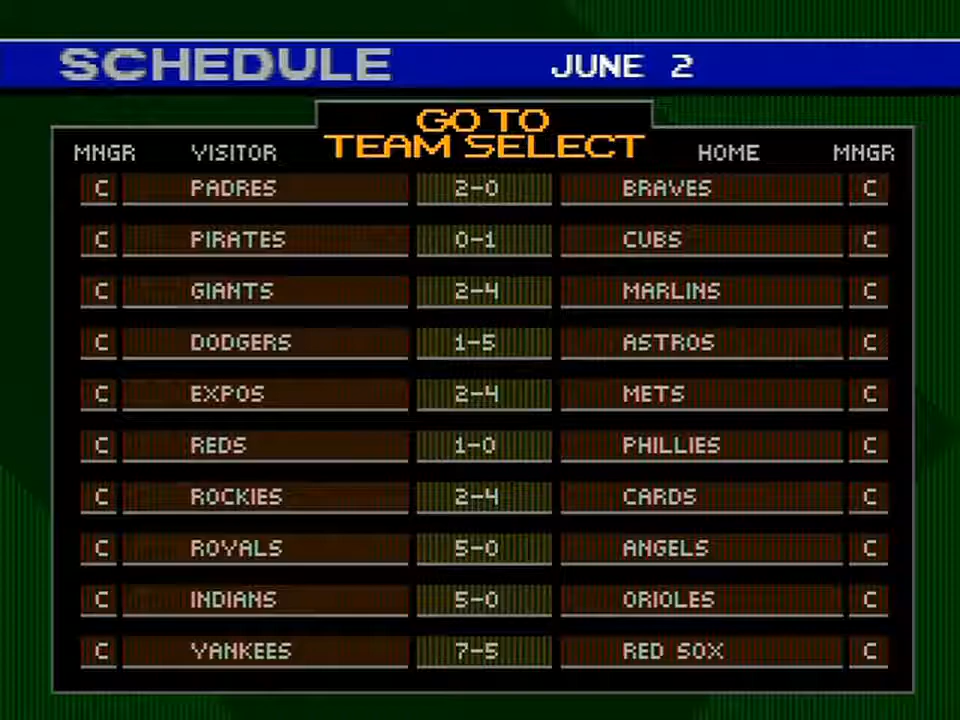 SCHEDULE JUNE 2
GO TO
TEAM SELECT
MNGR VISITOR HOME MNGR
C PADRES 2-0 BRAVES C
C PIRATES 0-1 CUBS C
C GIANTS 2-4 MARLINS C
C DODGERS 1-5 ASTROS C
C EXPOS 2-4 METS C
C REDS 1-0 PHILLIES C
C ROCKIES 2-4 CARDS C
C ROYALS 5-0 ANGELS C
C INDIANS 5-0 ORIOLES C
C YANKEES 7-5 RED SOX C